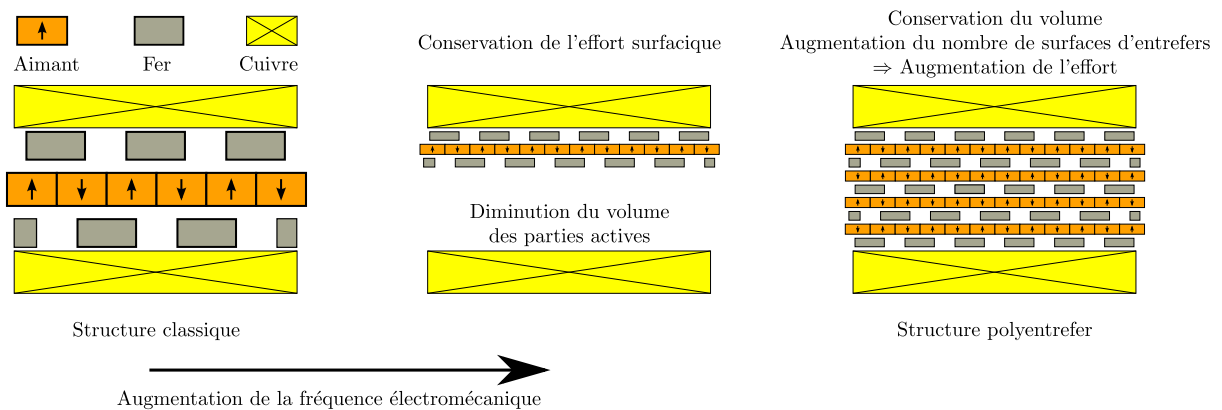 Aimant
Fer
Cuivre
Conservation de l'effort surfacique
Diminution du volume
des parties actives
Conservation du volume
Augmentation du nombre de surfaces d'entrefers
⇒ Augmentation de l'effort
Structure classique
Structure polyentrefer
Augmentation de la fréquence électromécanique